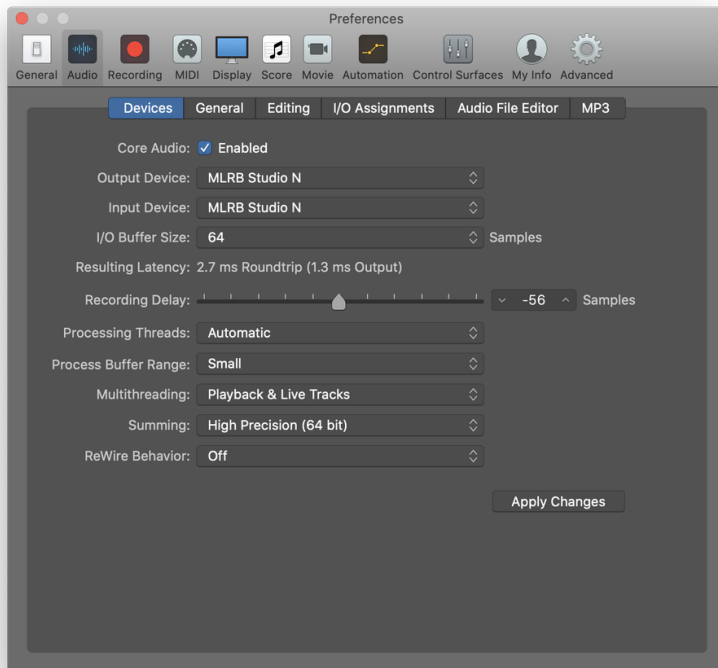 Preferences
General Audio Recording MIDI Display Score Movie Automation Control Surfaces My Info Advanced
Devices General Editing I/O Assignments Audio File Editor MP3
Core Audio: Enabled
Output Device: MLRB Studio N
Input Device: MLRB Studio N
I/O Buffer Size: 64 Samples
Resulting Latency: 2.7 ms Roundtrip (1.3 ms Output)
Recording Delay: -56 Samples
Processing Threads: Automatic
Process Buffer Range: Small
Multithreading: Playback & Live Tracks
Summing: High Precision (64 bit)
ReWire Behavior: Off
Apply Changes